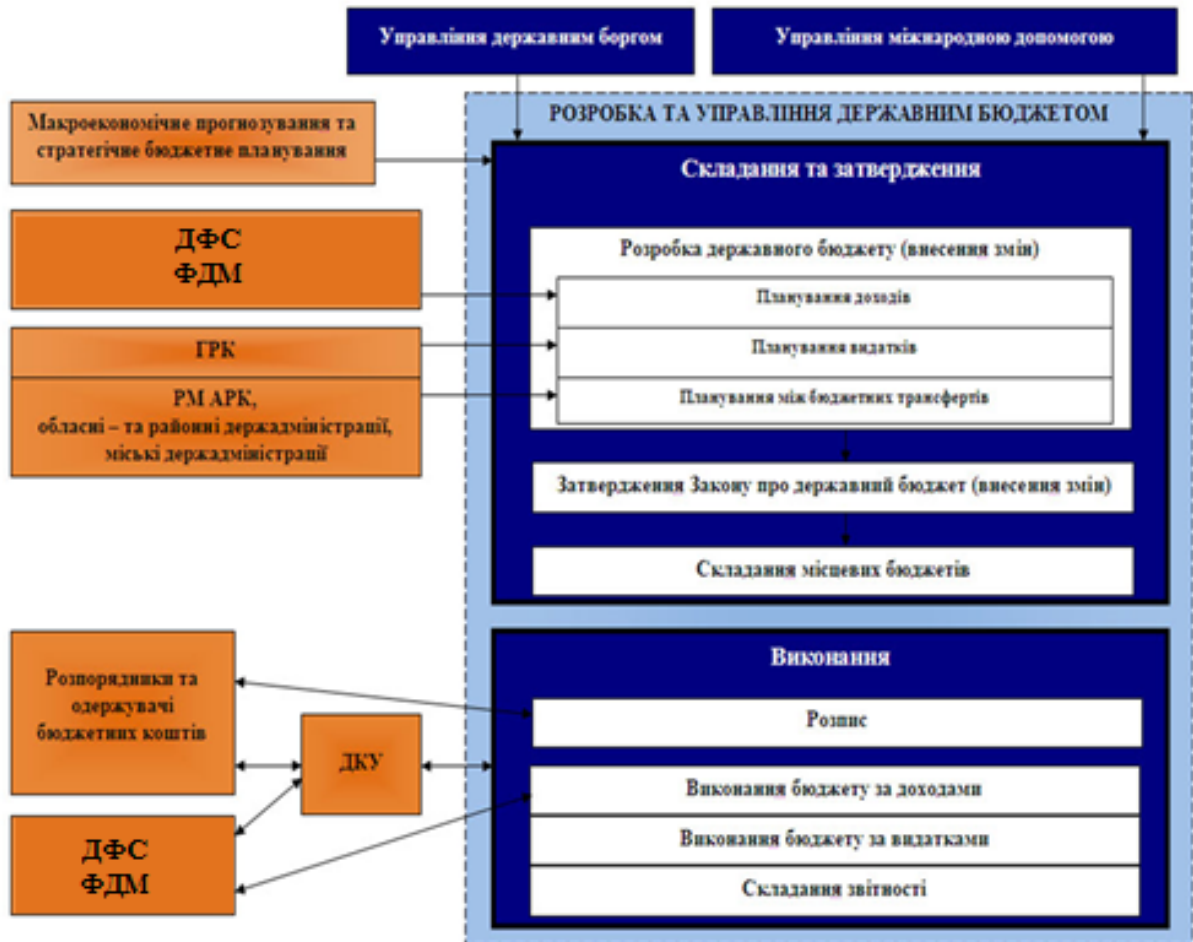 Управління державним боргом
Управління міжнародною допомогою
РОЗРОБКА ТА УПРАВЛІННЯ ДЕРЖАВНИМ БЮДЖЕТОМ
Макроекономічне прогнозування та
стратегічне бюджетне планування
Складання та затвердження
ДФС
ФДМ
Розробка державного бюджету (внесення змін)
Планування доходів
ГРК
Планування видатків
РМ АРК,
обласні – та районні держадміністрації,
міські держадміністрації
Планування між бюджетних трансфертів
Затвердження Закону про державний бюджет (внесення змін)
Складання місцевих бюджетів
Виконання
Розпорядники та
одержувачі
бюджетних коштів
Розпис
ДКУ
Виконання бюджету за доходами
Виконання бюджету за видатками
Складання звітності
ДФС
ФДМ